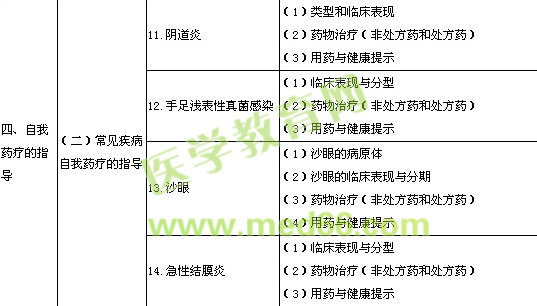 11.阴道炎
（1）类型和临床表现
（2）药物治疗（非处方药和处方药）
（3）用药与健康提示
四、自我
药疗的指
导
（二）常见疾病
自我药疗的指导
12.手足浅表性真菌感染
（1）临床表现与分型
（2）药物治疗（非处方药和处方药）
（3）用药与健康提示
13.沙眼
（1）沙眼的病原体
（2）沙眼的临床表现与分期
（3）药物治疗（非处方药和处方药）
（4）用药与健康提示
14.急性结膜炎
（1）临床表现与分型
（2）药物治疗（非处方药和处方药）
（3）用药与健康提示
医学教育网
www.med66.com